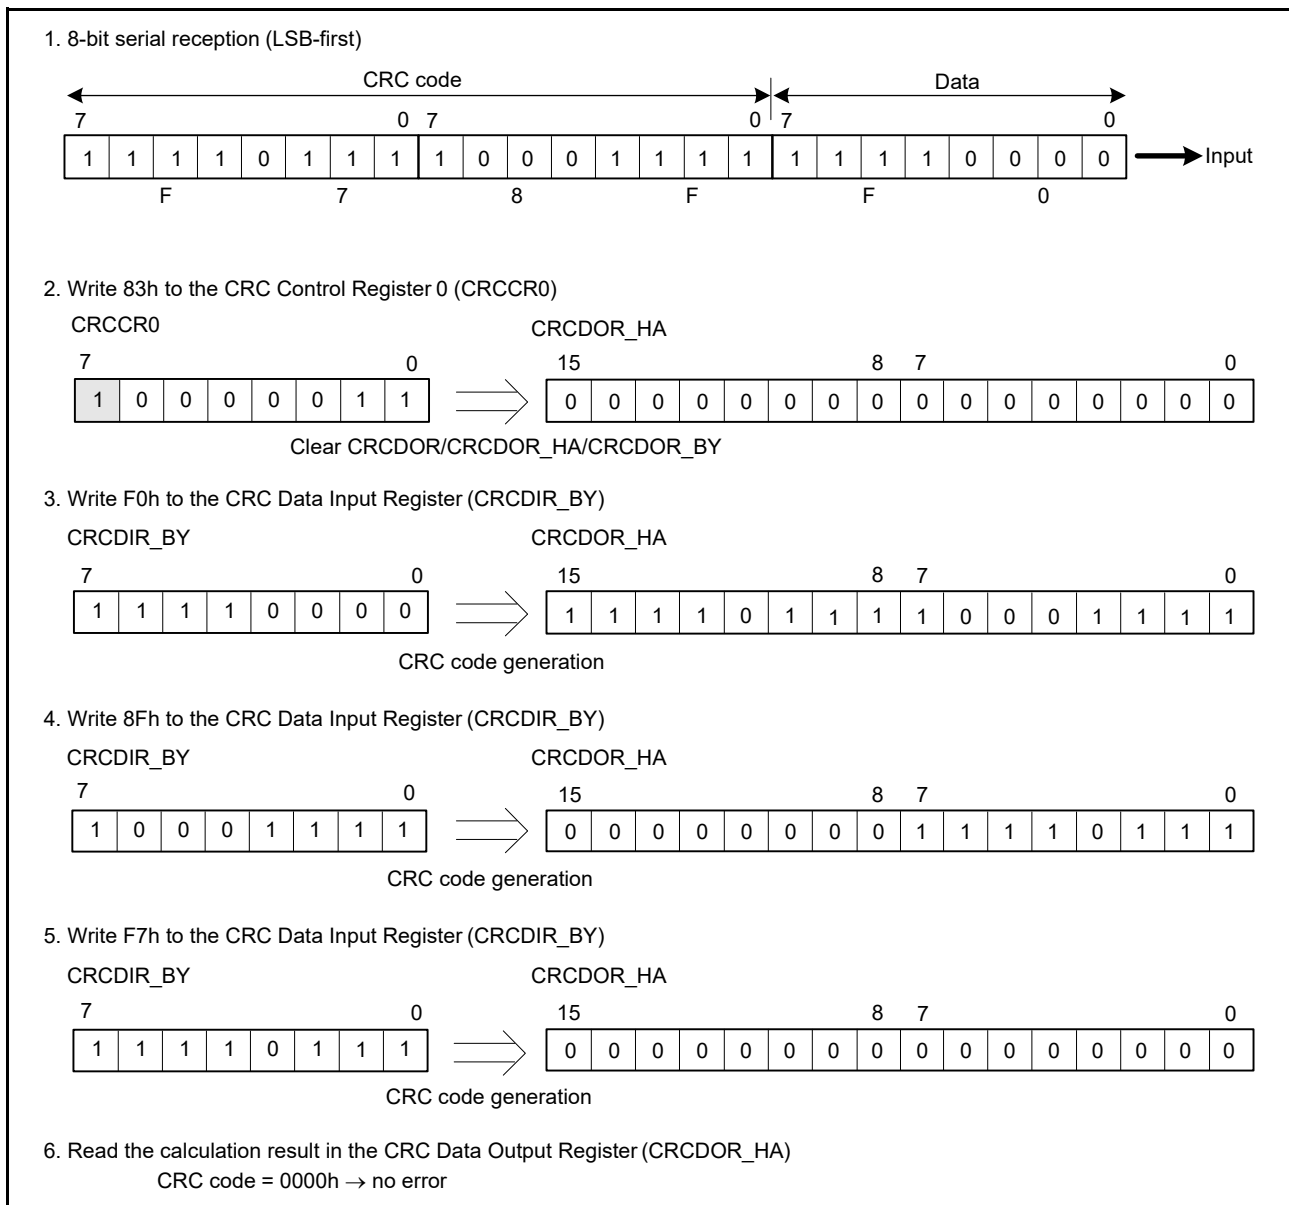 1. 8-bit serial reception (LSB-first)
CRC code Data
7 0 7 0 7 0
1 1 1 1 0 1 1 1 1 0 0 0 1 1 1 1 1 1 1 1 0 0 0 0 Input
F 7 8 F F 0
2. Write 83h to the CRC Control Register 0 (CRCCR0)
CRCCR0 CRCDOR_HA
7 0 15 8 7 0
1 0 0 0 0 0 1 1 0 0 0 0 0 0 0 0 0 0 0 0 0 0 0 0
Clear CRCDOR/CRCDOR_HA/CRCDOR_BY
3. Write F0h to the CRC Data Input Register (CRCDIR_BY)
CRCDIR_BY CRCDOR_HA
7 0 15 8 7 0
1 1 1 1 0 0 0 0 1 1 1 1 0 1 1 1 1 0 0 0 1 1 1 1
CRC code generation
4. Write 8Fh to the CRC Data Input Register (CRCDIR_BY)
CRCDIR_BY CRCDOR_HA
7 0 15 8 7 0
1 0 0 0 1 1 1 1 0 0 0 0 0 0 0 0 1 1 1 1 0 1 1 1
CRC code generation
5. Write F7h to the CRC Data Input Register (CRCDIR_BY)
CRCDIR_BY CRCDOR_HA
7 0 15 8 7 0
1 1 1 1 0 1 1 1 0 0 0 0 0 0 0 0 0 0 0 0 0 0 0 0
CRC code generation
6. Read the calculation result in the CRC Data Output Register (CRCDOR_HA)
CRC code = 0000h → no error